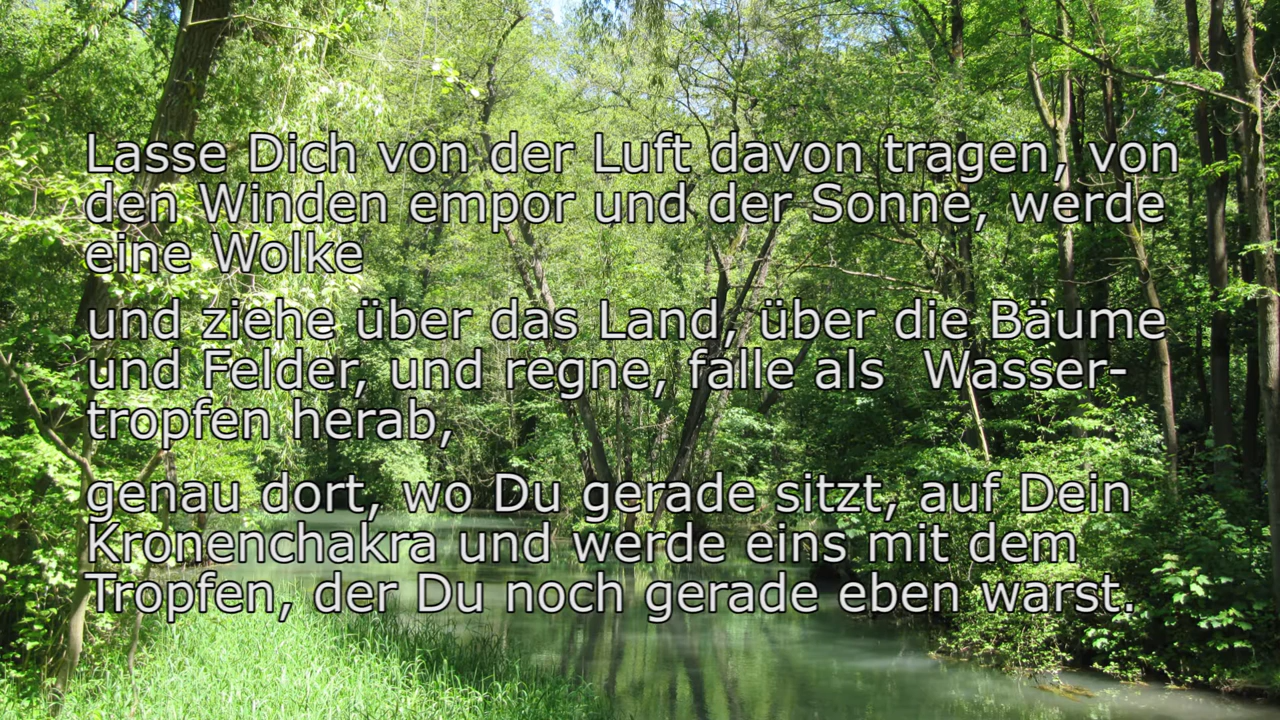 Lasse Dich von der Luft davon tragen, von
den Winden empor und der Sonne, werde
eine Wolke
und ziehe über das Land, über die Bäume
und Felder, und regne, falle als  Wasser-
tropfen herab,
genau dort, wo Du gerade sitzt, auf Dein
Kronenchakra und werde eins mit dem
Tropfen, der Du noch gerade eben warst.